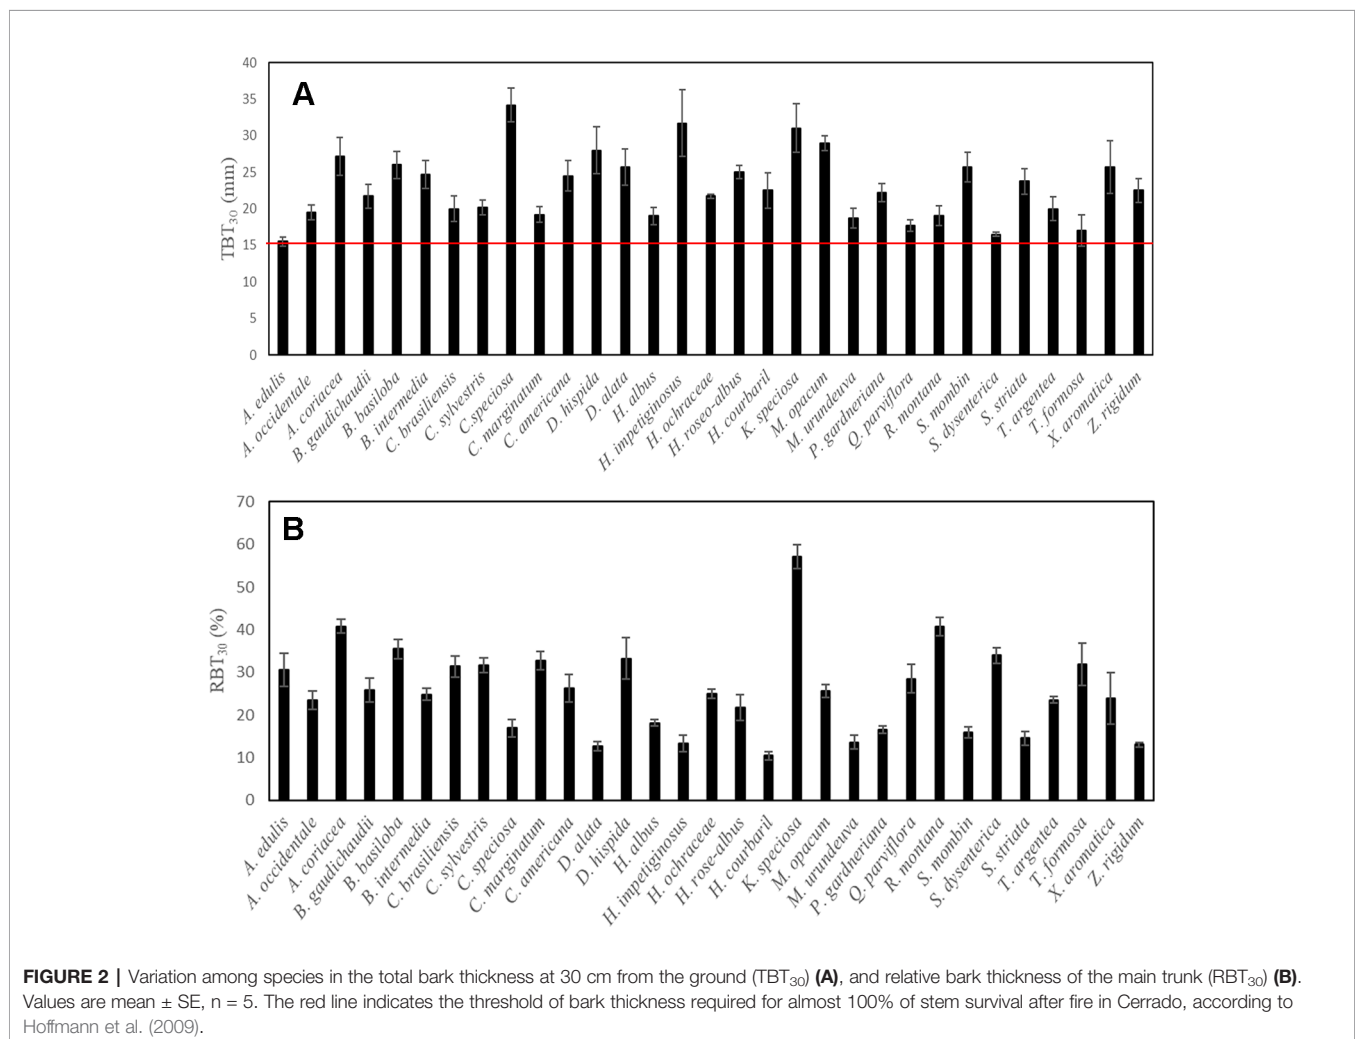 A
40
35
30
25
20
15
10
5
0
TBT30 (mm)
A. edulis
A. occidentale
A. coriacea
B. gaudichaudii
B. basiloba
B. intermedia
C. brasiliensis
C. sylvestris
C.speciosa
C. marginatum
C. americana
D. hispida
D. alata
H. albus
H. impetiginosus
H. ochraceae
H. roseo-albus
H. courbaril
K. speciosa
M. opacum
M. urundeuva
P. gardneriana
Q. parviflora
R. montana
S. mombin
S. dysenterica
S. striata
T. argentea
T. formosa
X. aromatica
Z. rigidum
B
70
60
50
40
30
20
10
0
RBT30 (%)
A. edulis
A. occidentale
A. coriacea
B. gaudichaudii
B. basiloba
B. intermedia
C. brasiliensis
C. sylvestris
C. speciosa
C. marginatum
C. americana
D. alata
D. hispida
H. albus
H. impetiginosus
H. ochraceae
H. rose-albus
H. courbaril
K. speciosa
M. opacum
M. urundeuva
P. gardneriana
Q. parviflora
R. montana
S. mombin
S. dysenterica
S. striata
T. argentea
T. formosa
X. aromatica
Z. rigidum
FIGURE 2 | Variation among species in the total bark thickness at 30 cm from the ground (TBT30) (A), and relative bark thickness of the main trunk (RBT30) (B).
Values are mean ± SE, n = 5. The red line indicates the threshold of bark thickness required for almost 100% of stem survival after fire in Cerrado, according to
Hoffmann et al. (2009).